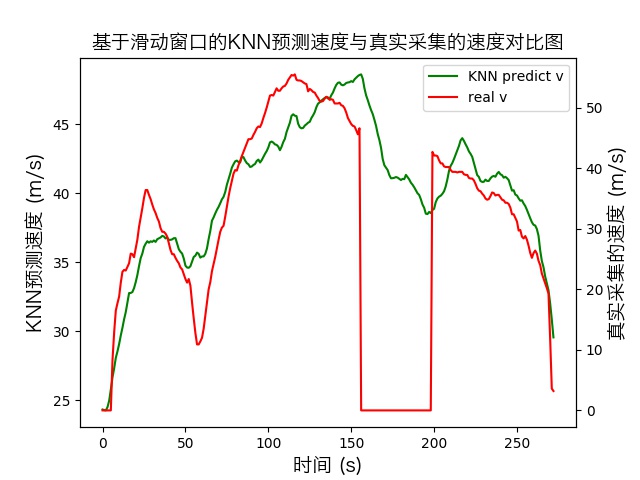 基于滑动窗口的KNN预测速度与真实采集的速度对比图
KNN predict v
real v
KNN预测速度 (m/s)
45
40
35
30
25
50
40
30
20
10
0
真实采集的速度 (m/s)
0 50 100 150 200 250
时间 (s)